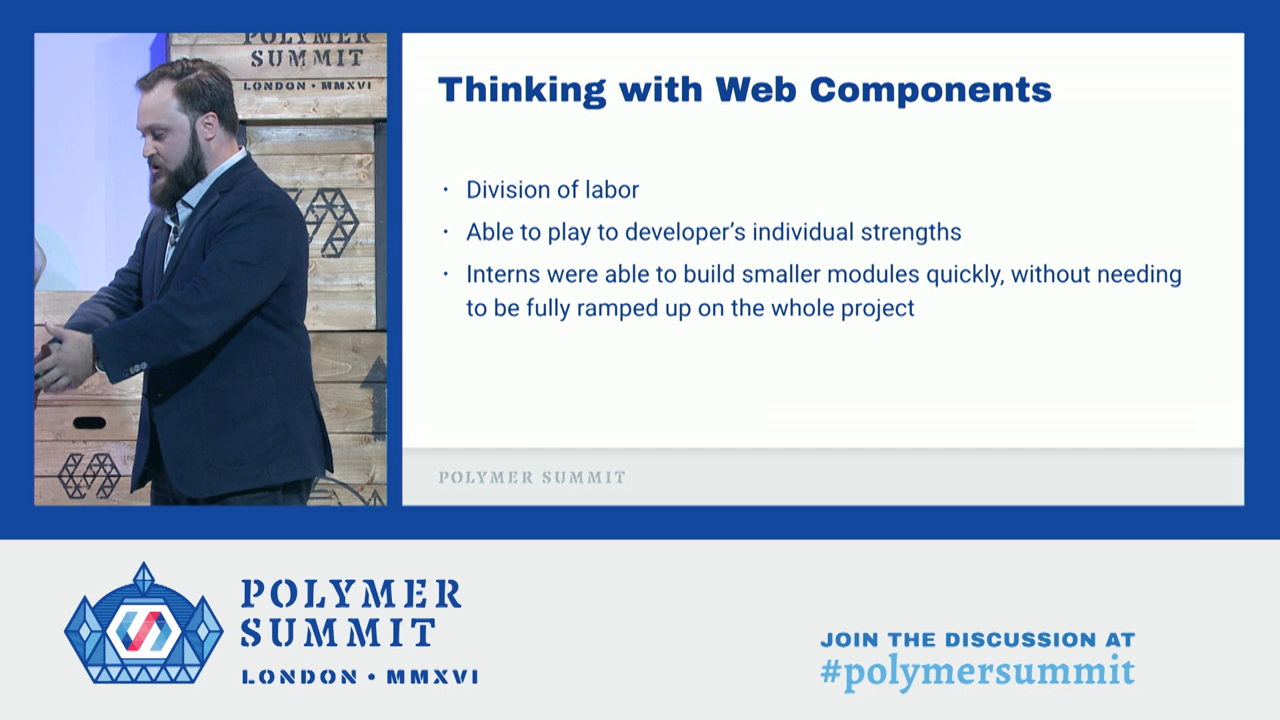 POLYMER
SUMMIT
LONDON • MMXVI
Thinking with Web Components
· Division of labor
· Able to play to developer’s individual strengths
· Interns were able to build smaller modules quickly, without needing
to be fully ramped up on the whole project
POLYMER SUMMIT
POLYMER
SUMMIT
LONDON • MMXVI
JOIN THE DISCUSSION AT
#polymersummit